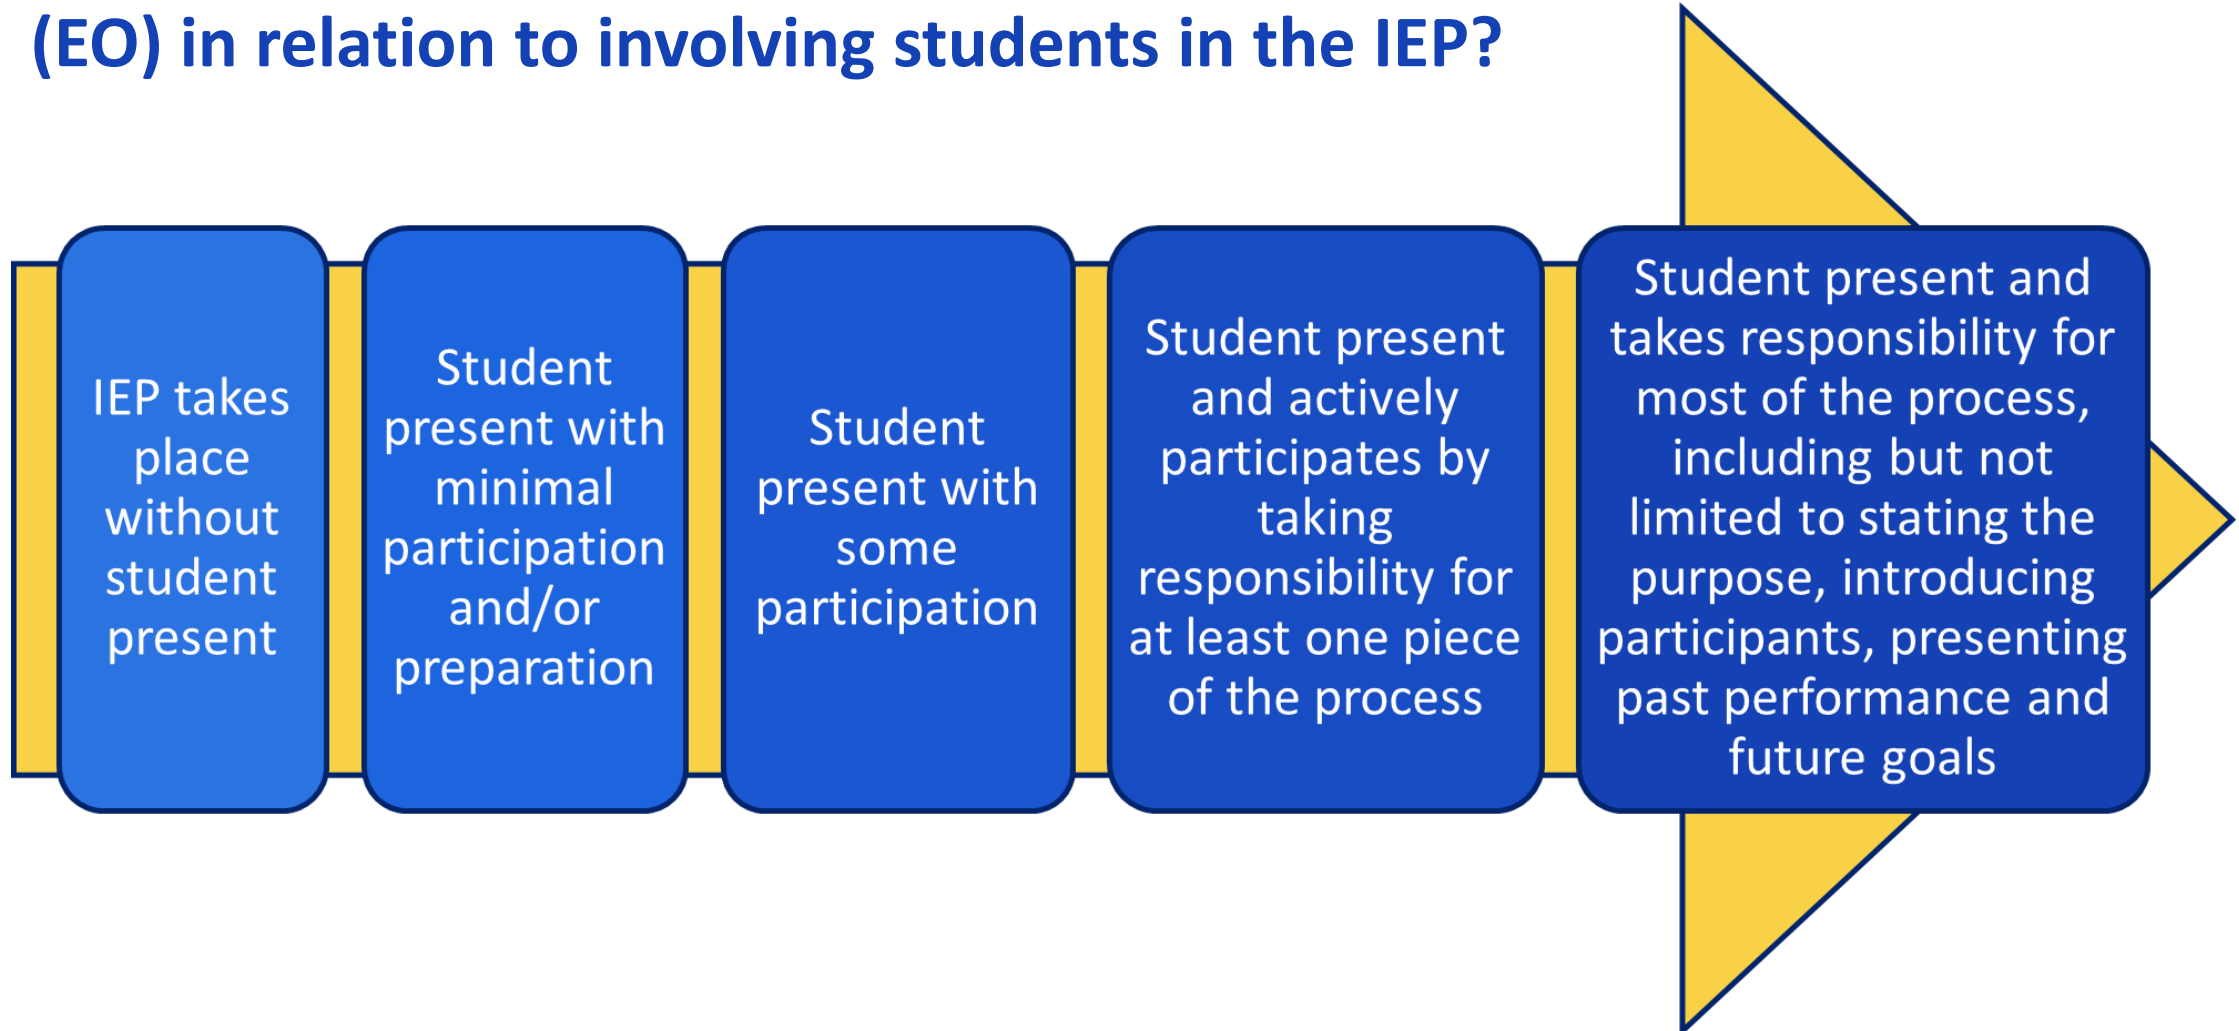 (EO) in relation to involving students in the IEP?
IEP takes
place
without
student
present
Student
present with
minimal
participation
and/or
preparation
Student
present with
some
participation
Student present
and actively
participates by
taking
responsibility for
at least one piece
of the process
Student present and
takes responsibility for
most of the process,
including but not
limited to stating the
purpose, introducing
participants, presenting
past performance and
future goals